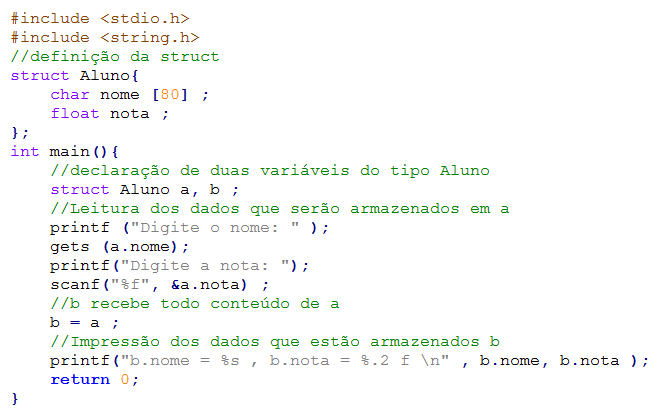 #include <stdio.h>
#include <string.h>
//definição da struct
struct Aluno{
    char nome [80] ;
    float nota ;
};
int main(){
    //declaração de duas variáveis do tipo Aluno
    struct Aluno a, b ;
    //Leitura dos dados que serão armazenados em a
    printf ("Digite o nome: " );
    gets (a.nome);
    printf("Digite a nota: ");
    scanf("%f", &a.nota) ;
    //b recebe todo conteúdo de a
    b = a ;
    //Impressão dos dados que estão armazenados b
    printf("b.nome = %s , b.nota = %.2 f \n" , b.nome, b.nota );
    return 0;
}